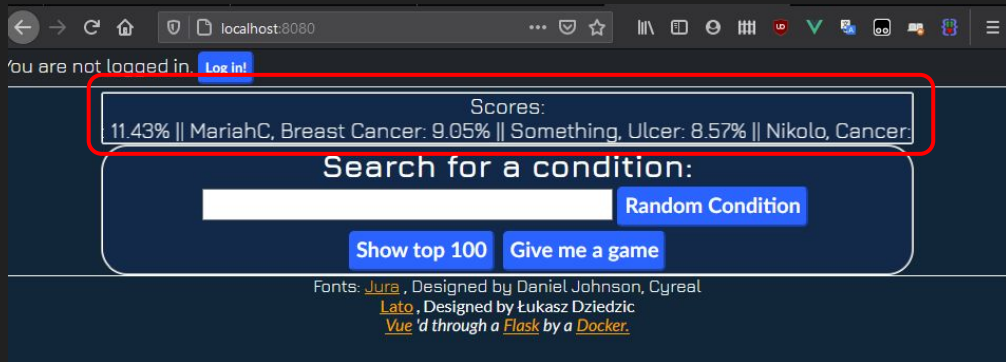 localhost:8080
You are not logged in. Log in!
Scores:
11.43% || MariahC, Breast Cancer: 9.05% || Something, Ulcer: 8.57% || Nikolo, Cancer:
Search for a condition:
Random Condition
Show top 100 Give me a game
Fonts: Jura , Designed by Daniel Johnson, Cyreal
Lato , Designed by Łukasz Dziedzic
Vue 'd through a Flask by a Docker.